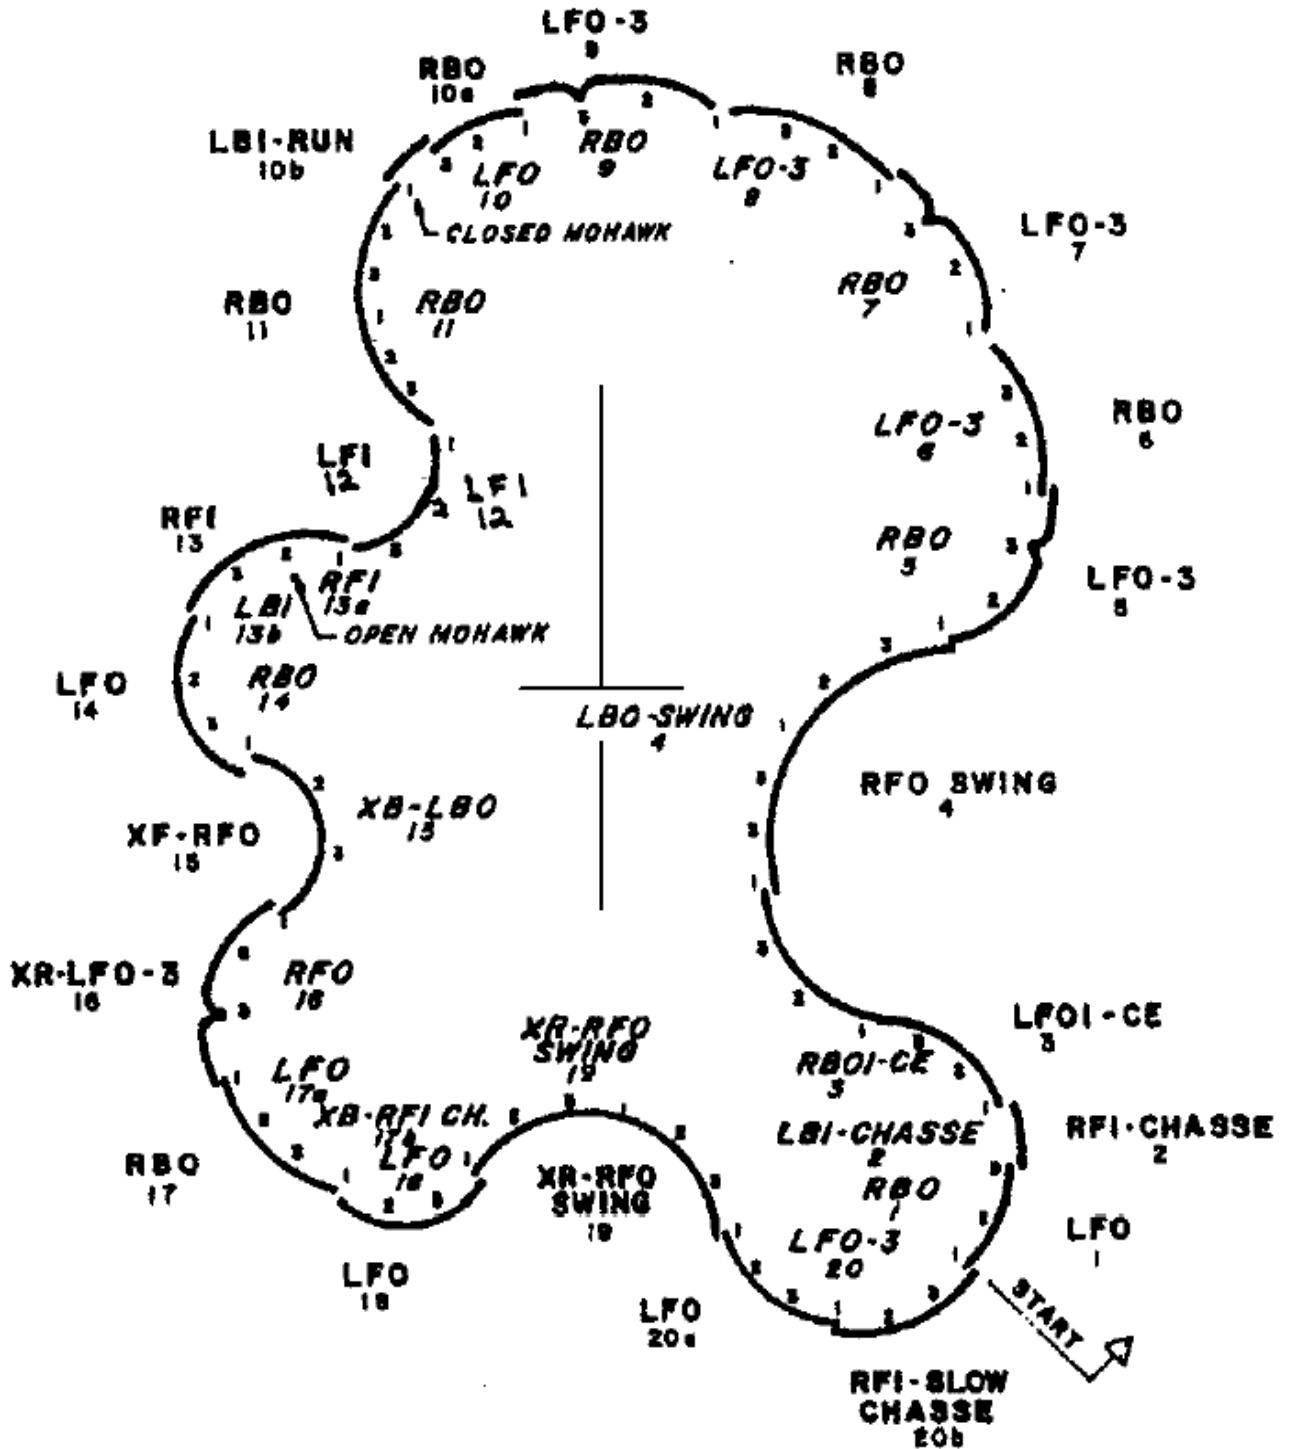 LFO-3
9
RBO
10a
RBO
8
LBI-RUN
10b
RBO
9
LFO-3
8
LFO
10
CLOSED MOHAWK
LFO-3
7
RBO
7
RBO
11
RBO
11
LFO-3
6
RBO
6
LFI
12
LFI
12
RFI
13
RBO
5
LFO-3
5
RFI
13a
LBI
13b
OPEN MOHAWK
LFO
14
RBO
14
LBO-SWING
4
RFO SWING
4
XB-LBO
15
XF-RFO
15
XR-LFO-3
16
RFO
16
LFOI-CE
3
XR-RFO
SWING
19
RBOI-CE
3
LFO
17a
XB-RFI CH.
17b
LBI-CHASSE
2
RFI-CHASSE
2
RBO
17
LFO
18
XR-RFO
SWING
19
RBO
1
LFO
1
LFO-3
20
LFO
18
START
LFO
20a
RFI-SLOW
CHASSE
20b